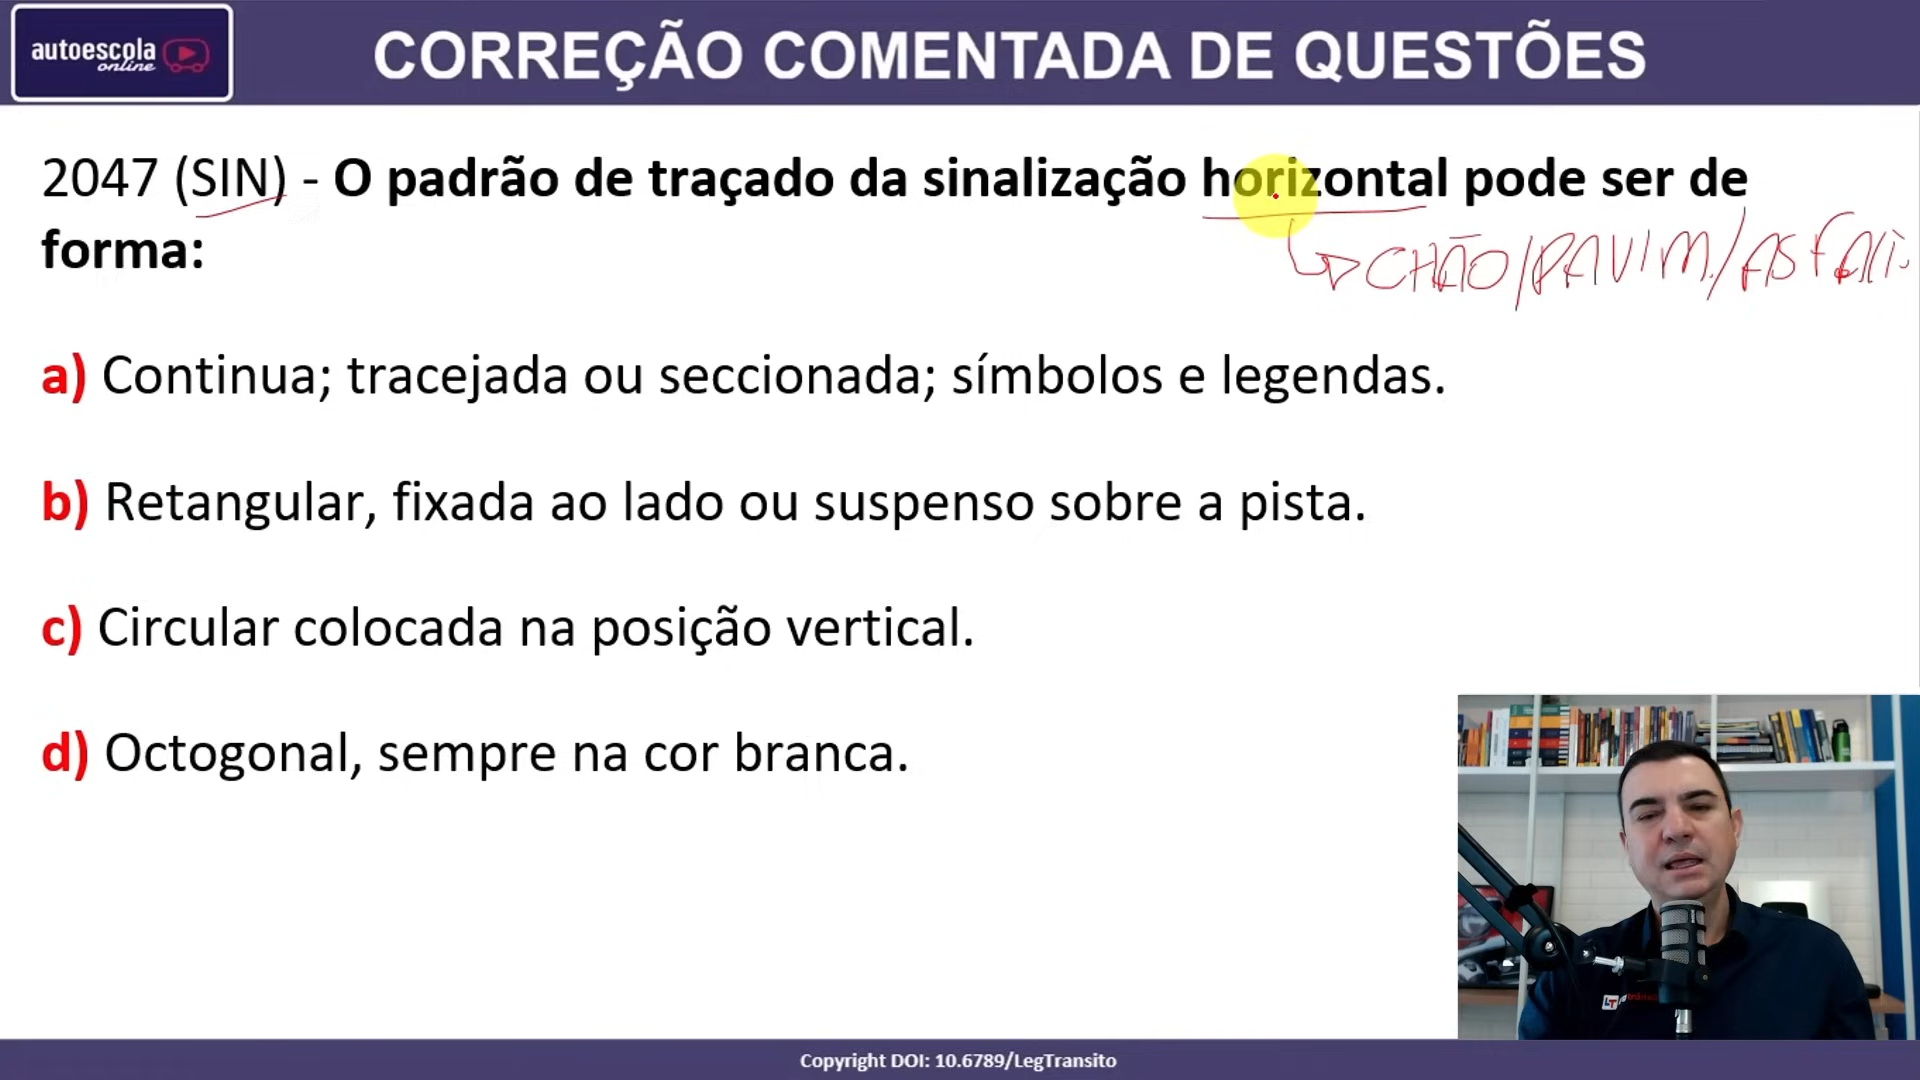 autoescola
online
CORREÇÃO COMENTADA DE QUESTÕES
2047 (SIN) - O padrão de traçado da sinalização horizontal pode ser de
forma:
CHÃO/PAVIM./ASFALT.
a) Continua; tracejada ou seccionada; símbolos e legendas.
b) Retangular, fixada ao lado ou suspenso sobre a pista.
c) Circular colocada na posição vertical.
d) Octogonal, sempre na cor branca.
LT
Copyright DOI: 10.6789/LegTransito